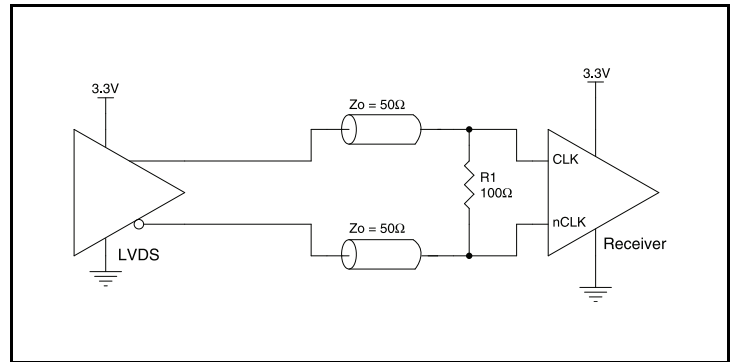 3.3V
3.3V
Zo = 50Ω
CLK
R1
100Ω
nCLK
Zo = 50Ω
LVDS
Receiver